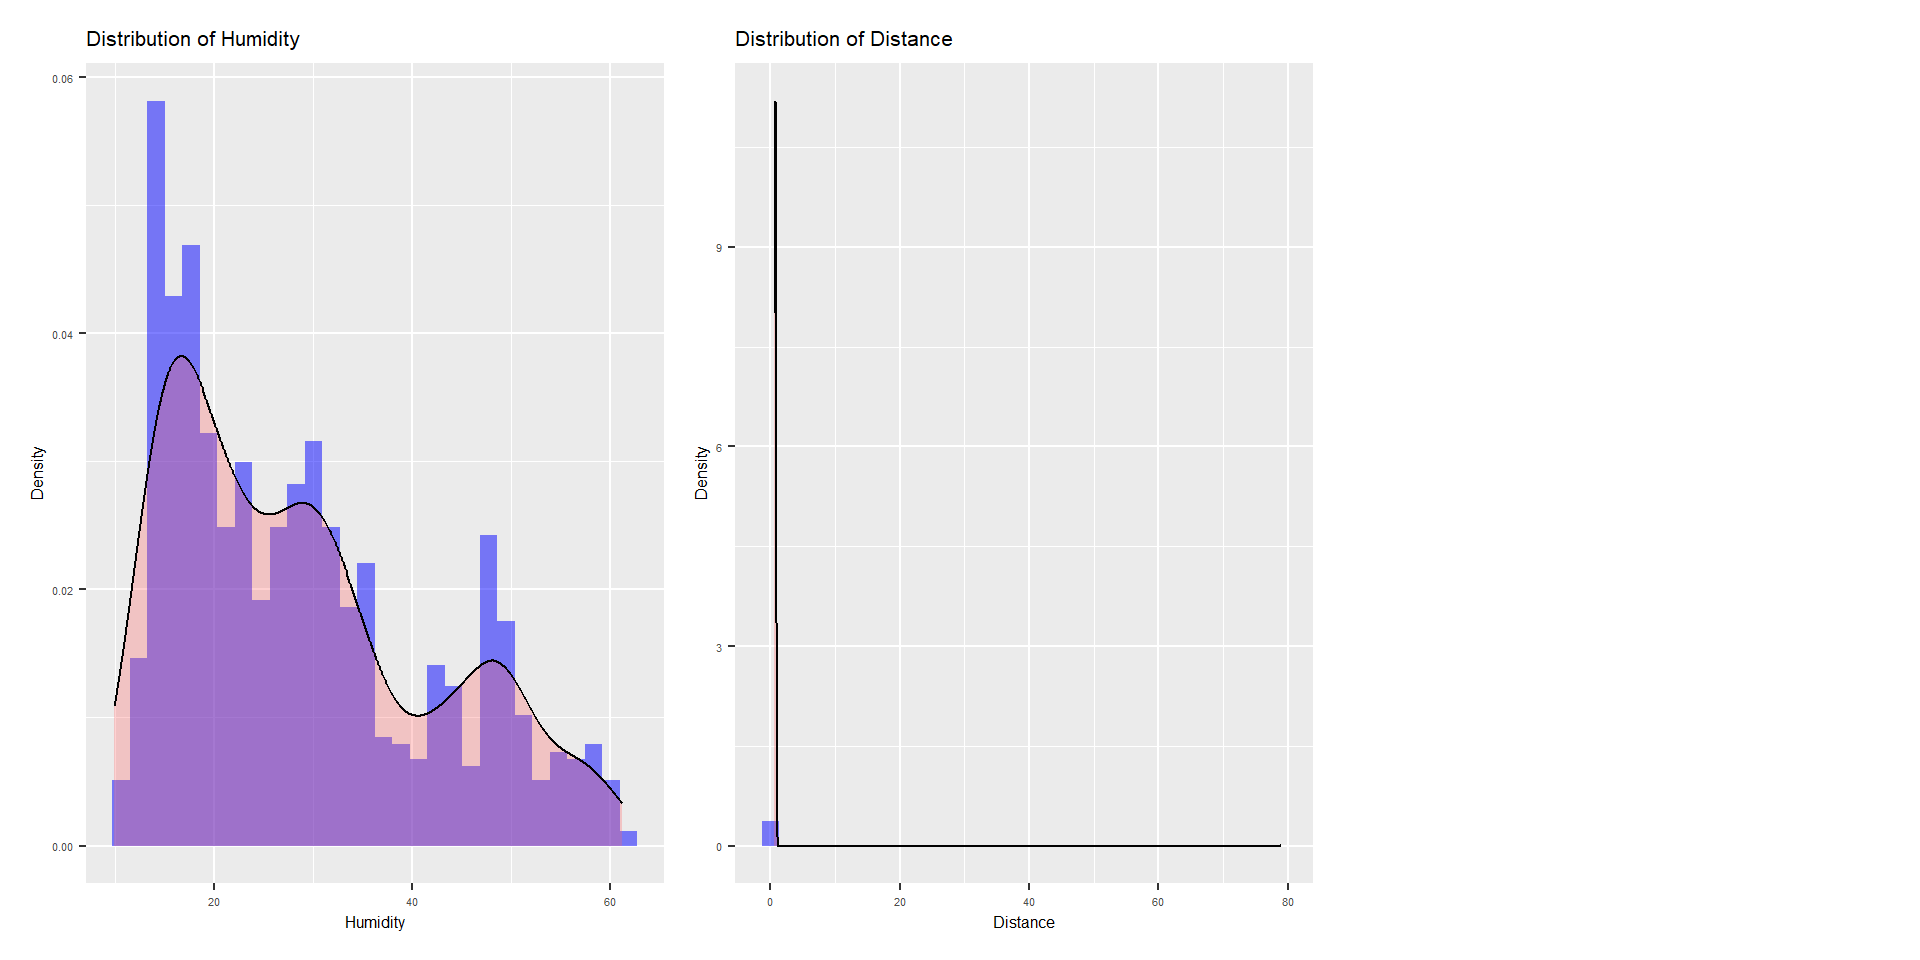 Distribution of Humidity
Density
0.06
0.04
0.02
0.00
20 40 60
Humidity
Distribution of Distance
Density
9
6
3
0
0 20 40 60 80
Distance